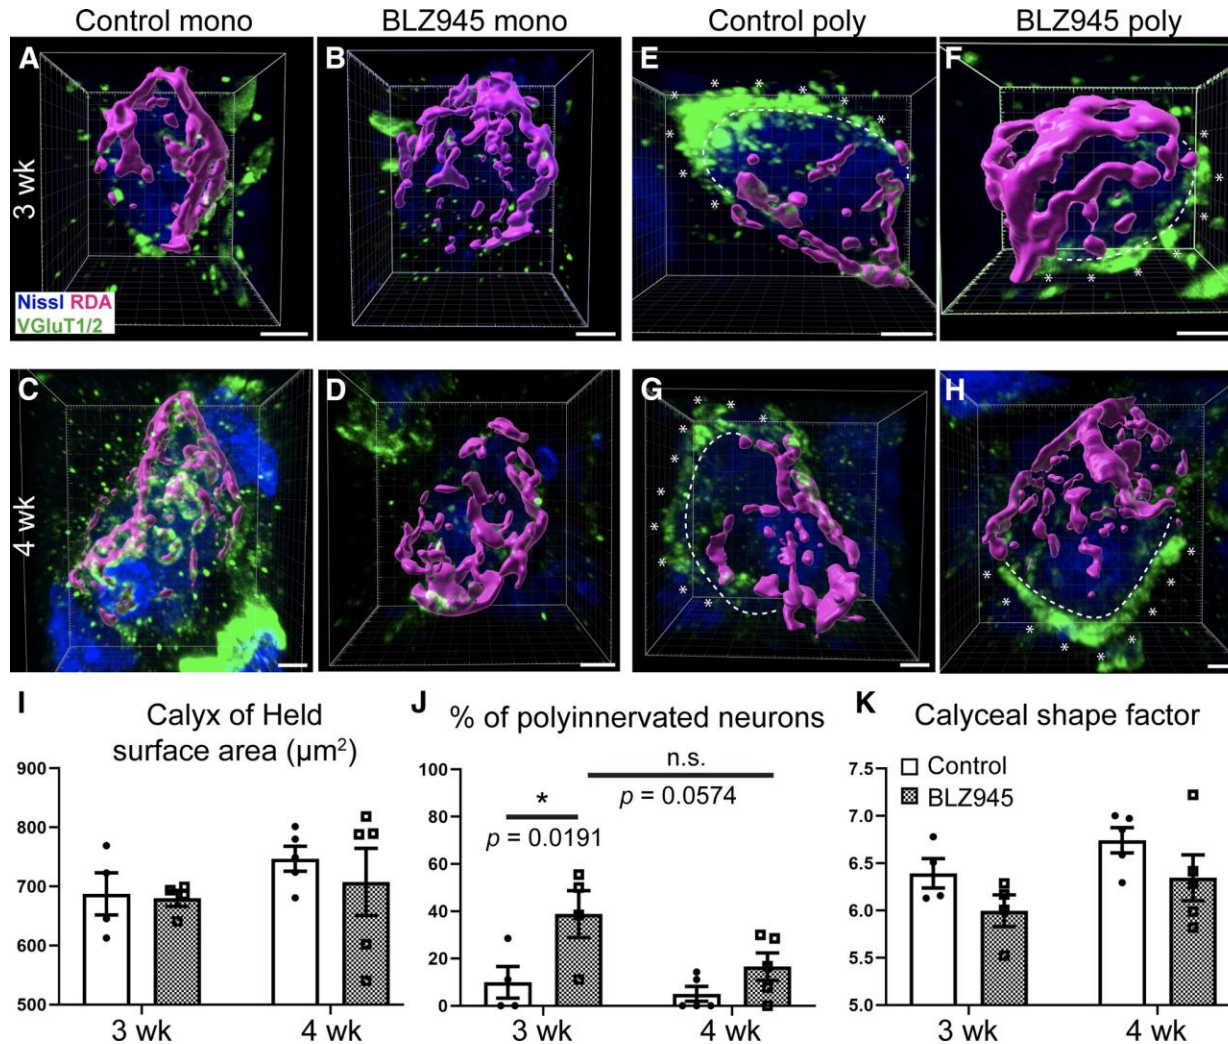 Control mono
BLZ945 mono
Control poly
BLZ945 poly
A
B
E
F
3 wk
* * * * * * * *
* * * * * * * *
Nissl RDA
VGluT1/2
C
D
G
H
4 wk
* * * * * * * * * *
* * * * * * * * * *
I
Calyx of Held
surface area (µm²)
900
800
700
600
500
3 wk
4 wk
J
% of polyinnervated neurons
100
80
60
40
20
0
n.s.
p = 0.0574
*
p = 0.0191
3 wk
4 wk
K
Calyceal shape factor
Control
BLZ945
7.5
7.0
6.5
6.0
5.5
5.0
3 wk
4 wk